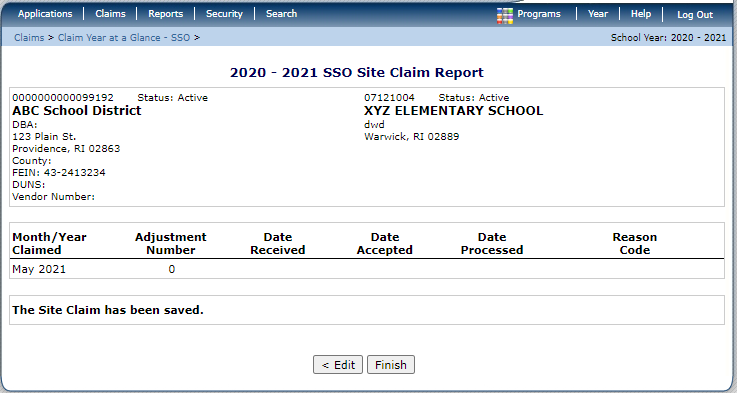 Applications | Claims | Reports | Security | Search Programs | Year | Help | Log Out
Claims > Claim Year at a Glance - SSO > School Year: 2020 - 2021
2020 - 2021 SSO Site Claim Report
0000000000099192 Status: Active
ABC School District
DBA:
123 Plain St.
Providence, RI 02863
County:
FEIN: 43-2413234
DUNS:
Vendor Number:
07121004 Status: Active
XYZ ELEMENTARY SCHOOL
dwd
Warwick, RI 02889
Month/Year Claimed Adjustment Number Date Received Date Accepted Date Processed Reason Code
May 2021 0
The Site Claim has been saved.
< Edit Finish